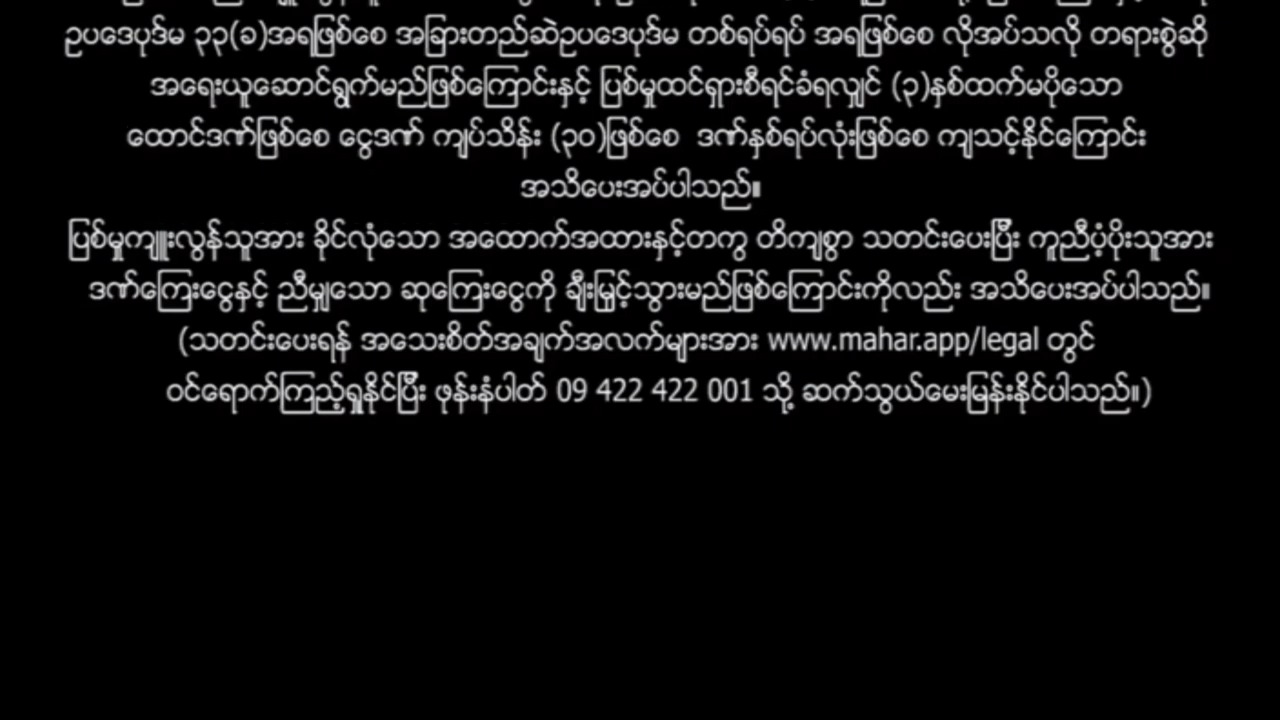 ဥပဒေပုဒ်မ ၃၃(ခ)အရဖြစ်စေ အခြားတည်ဆဲဥပဒေပုဒ်မ တစ်ရပ်ရပ် အရဖြစ်စေ လိုအပ်သလို တရားစွဲဆို
အရေးယူဆောင်ရွက်မည်ဖြစ်ကြောင်းနှင့် ပြစ်မှုထင်ရှားစီရင်ခံရလျှင် (၃)နှစ်ထက်မပိုသော
ထောင်ဒဏ်ဖြစ်စေ ငွေဒဏ် ကျပ်သိန်း (၃၀)ဖြစ်စေ ဒဏ်နှစ်ရပ်လုံးဖြစ်စေ ကျသင့်နိုင်ကြောင်း
အသိပေးအပ်ပါသည်။
ပြစ်မှုကျူးလွန်သူအား ခိုင်လုံသော အထောက်အထားနှင့်တကွ တိကျစွာ သတင်းပေးပြီး ကူညီပံ့ပိုးသူအား
ဒဏ်ကြေးငွေနှင့် ညီမျှသော ဆုကြေးငွေကို ချီးမြှင့်သွားမည်ဖြစ်ကြောင်းကိုလည်း အသိပေးအပ်ပါသည်။
(သတင်းပေးရန် အသေးစိတ်အချက်အလက်များအား www.mahar.app/legal တွင်
ဝင်ရောက်ကြည့်ရှုနိုင်ပြီး ဖုန်းနံပါတ် 09 422 422 001 သို့ ဆက်သွယ်မေးမြန်းနိုင်ပါသည်။)